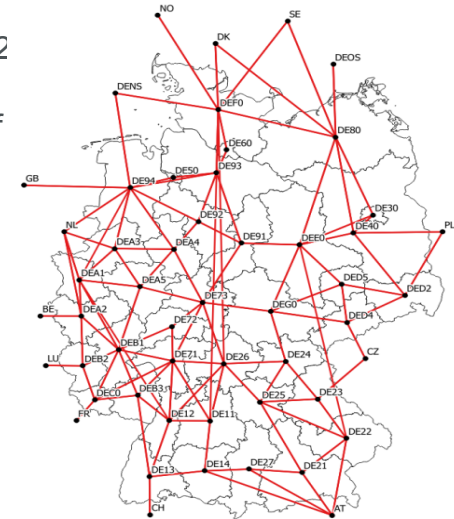 NO
SE
DK
2
DEOS
DENS
DEF0
F
DE80
DE60
DE50
DE93
GB
DE94
DE30
DE92
NL
DE91
DEE0
DE40
PL
DEA3
DEA4
DEA1
DEA5
DED5
DED2
DE73
BE
DEA2
DEG0
DED4
DE72
DEB1
LU
DEB2
DE71
DE26
DE24
CZ
DEC0
DEB3
DE25
DE23
FR
DE12
DE11
DE22
DE13
DE14
DE27
DE21
CH
AT